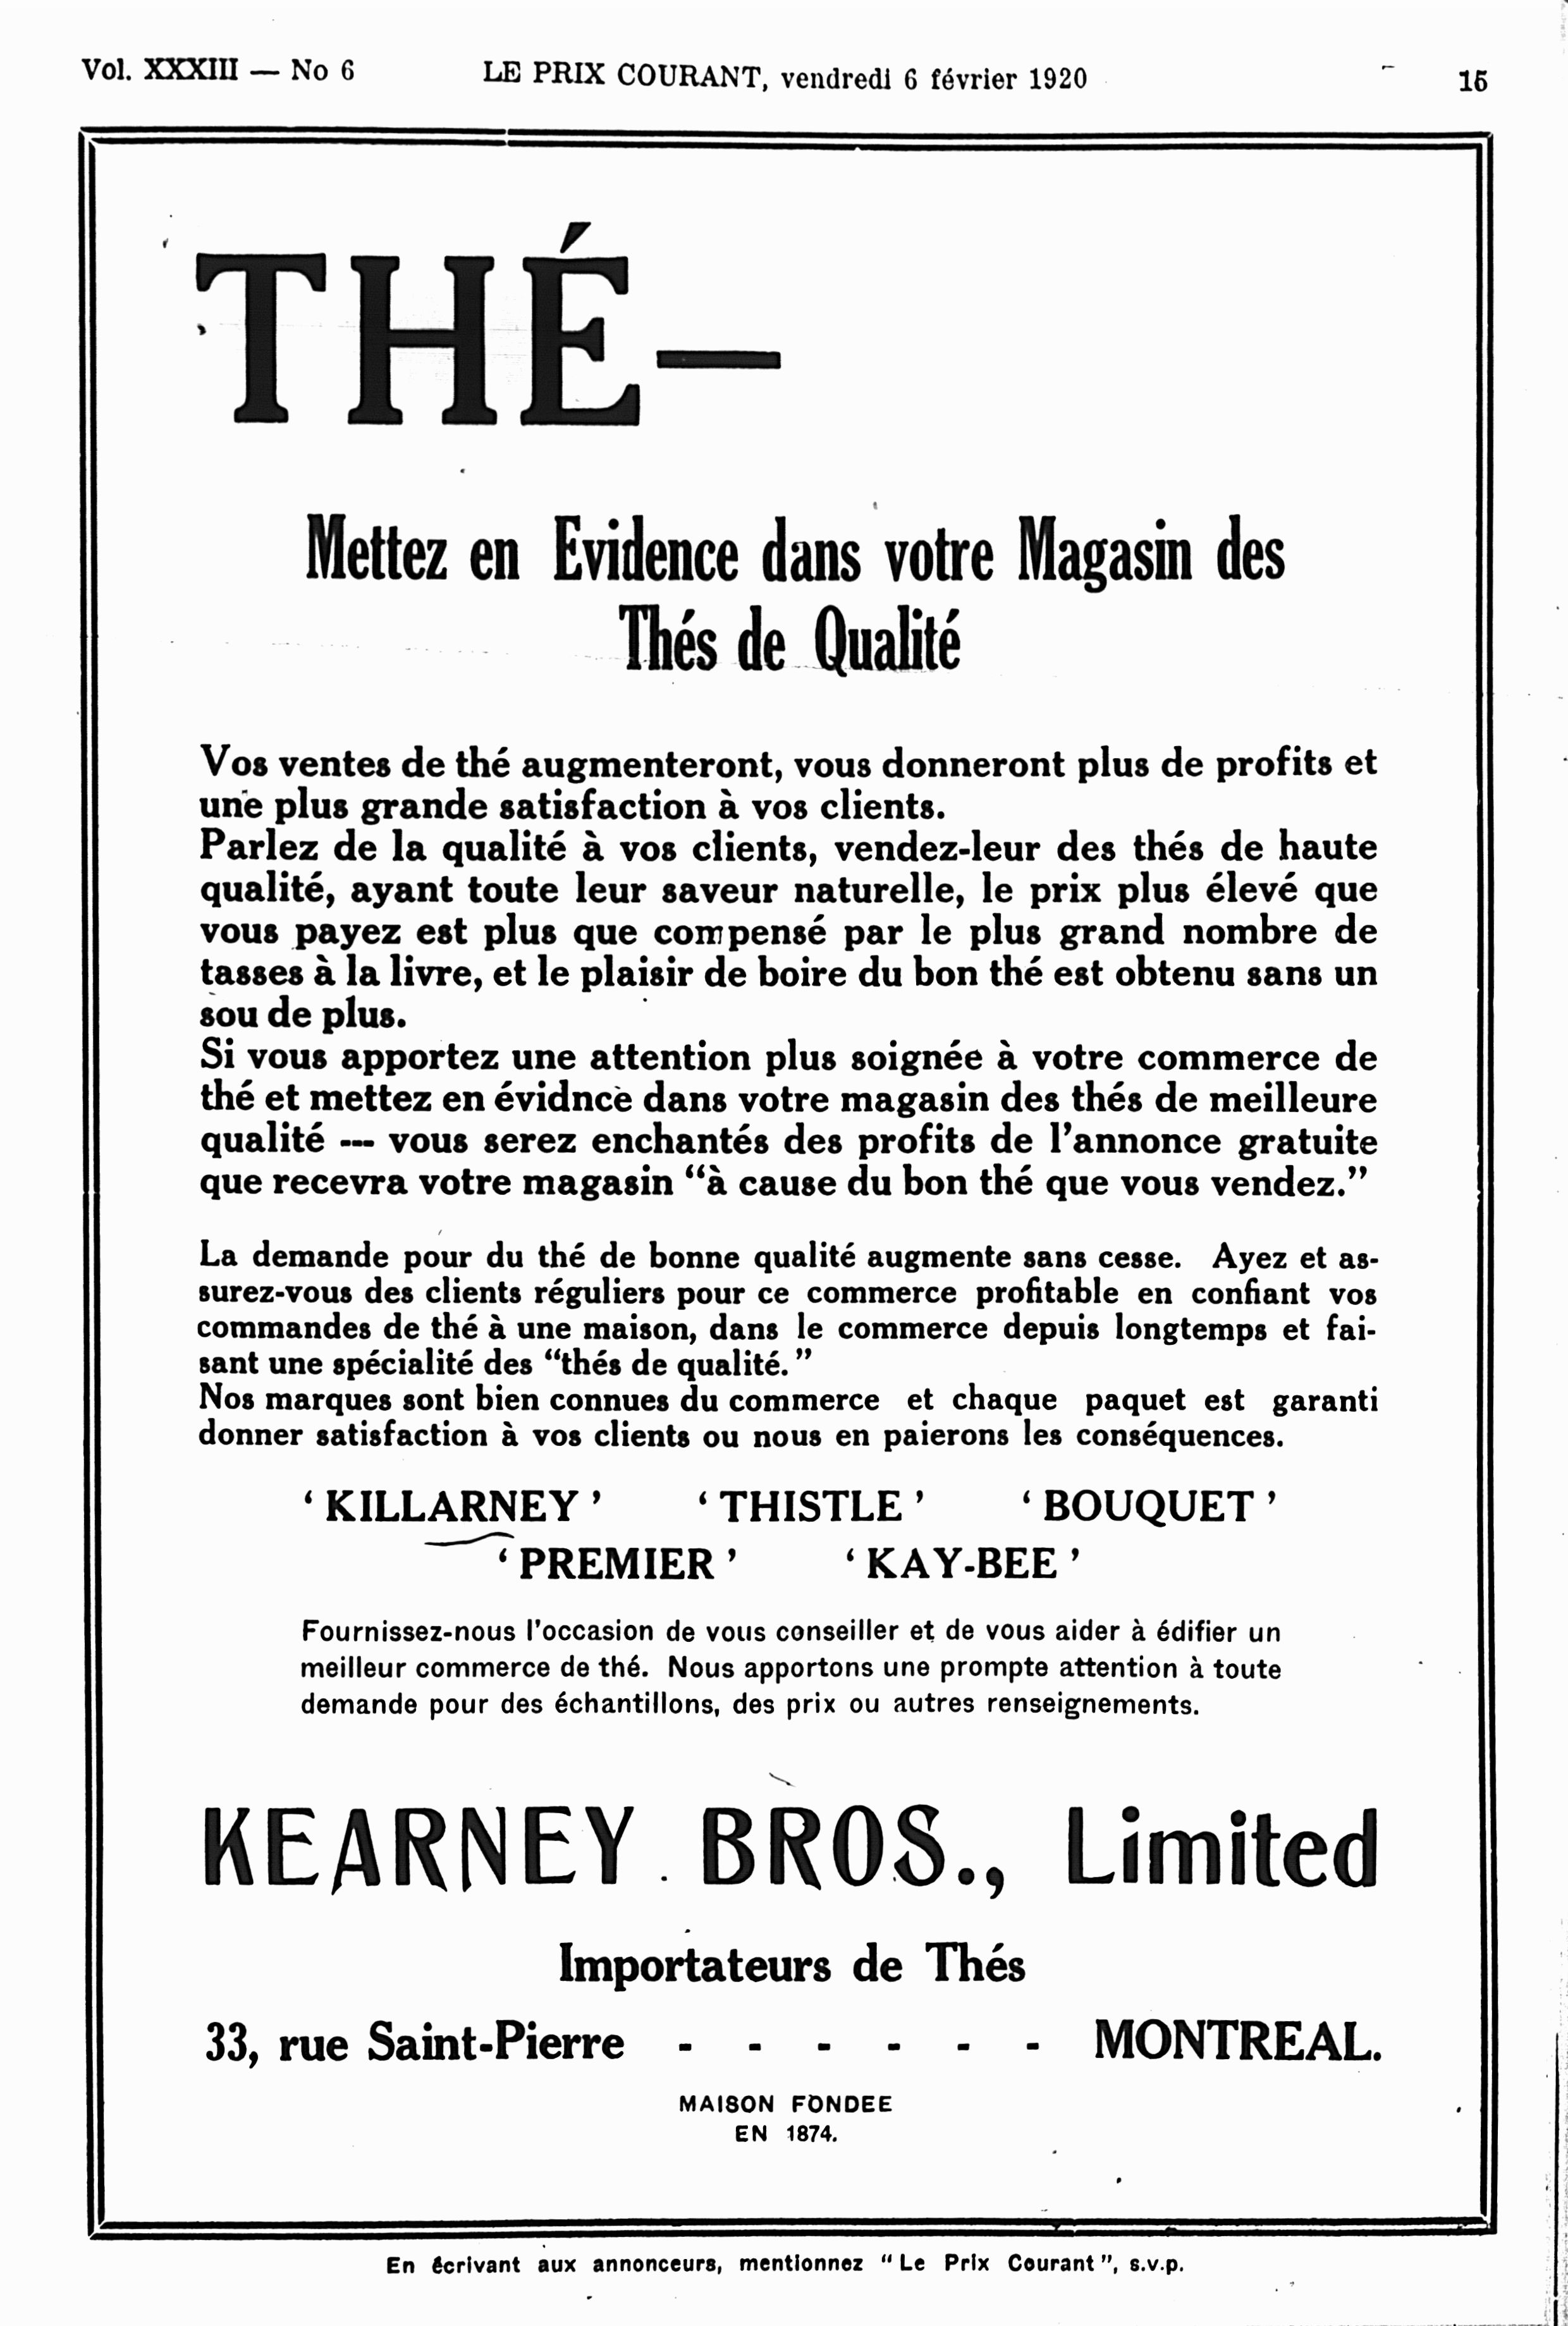 Vol. XXXIII — No 6 LE PRIX COURANT, vendredi 6 février 1920 15
THÉ—
Mettez en Evidence dans votre Magasin des
Thés de Qualité
Vos ventes de thé augmenteront, vous donneront plus de profits et
une plus grande satisfaction à vos clients.
Parlez de la qualité à vos clients, vendez-leur des thés de haute
qualité, ayant toute leur saveur naturelle, le prix plus élevé que
vous payez est plus que compensé par le plus grand nombre de
tasses à la livre, et le plaisir de boire du bon thé est obtenu sans un
sou de plus.
Si vous apportez une attention plus soignée à votre commerce de
thé et mettez en évidnce dans votre magasin des thés de meilleure
qualité --- vous serez enchantés des profits de l'annonce gratuite
que recevra votre magasin “à cause du bon thé que vous vendez.”
La demande pour du thé de bonne qualité augmente sans cesse. Ayez et as-
surez-vous des clients réguliers pour ce commerce profitable en confiant vos
commandes de thé à une maison, dans le commerce depuis longtemps et fai-
sant une spécialité des “thés de qualité.”
Nos marques sont bien connues du commerce et chaque paquet est garanti
donner satisfaction à vos clients ou nous en paierons les conséquences.
‘KILLARNEY’ ‘THISTLE’ ‘BOUQUET’
‘PREMIER’ ‘KAY-BEE’
Fournissez-nous l'occasion de vous conseiller et de vous aider à édifier un
meilleur commerce de thé. Nous apportons une prompte attention à toute
demande pour des échantillons, des prix ou autres renseignements.
KEARNEY BROS., Limited
Importateurs de Thés
33, rue Saint-Pierre - - - - - - MONTREAL.
MAISON FONDEE
EN 1874.
En écrivant aux annonceurs, mentionnez “Le Prix Courant”, s.v.p.